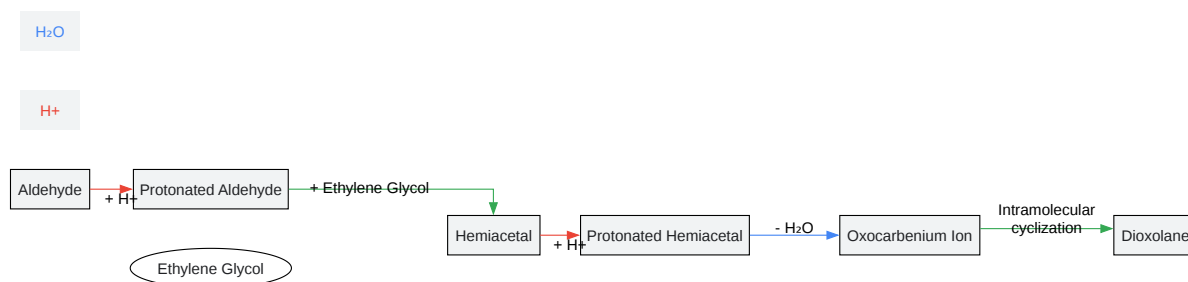 H₂O
H+
Aldehyde
+ H+
Protonated Aldehyde
+ Ethylene Glycol
Ethylene Glycol
Hemiacetal
+ H+
Protonated Hemiacetal
- H₂O
Oxocarbenium Ion
Intramolecular
cyclization
Dioxolane